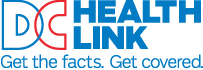 DC HEALTH
LINK
Get the facts. Get covered.